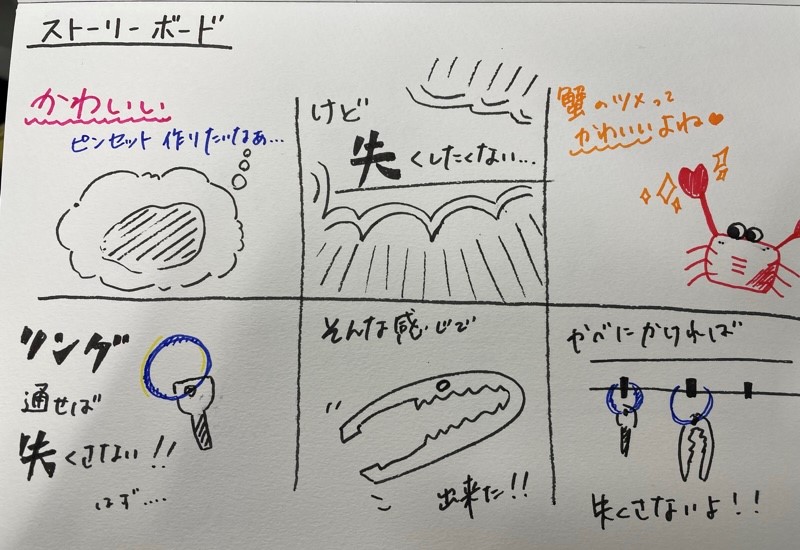 ストーリーボード
かわいい
ピンセット作りたいなぁ...
けど
失くしたくない...
蟹のツメって
かわいいよね
リング
通せば
失くさない!!
はず....
そんな感じで
出来た!!
かべにかければ
失くさないよ!!